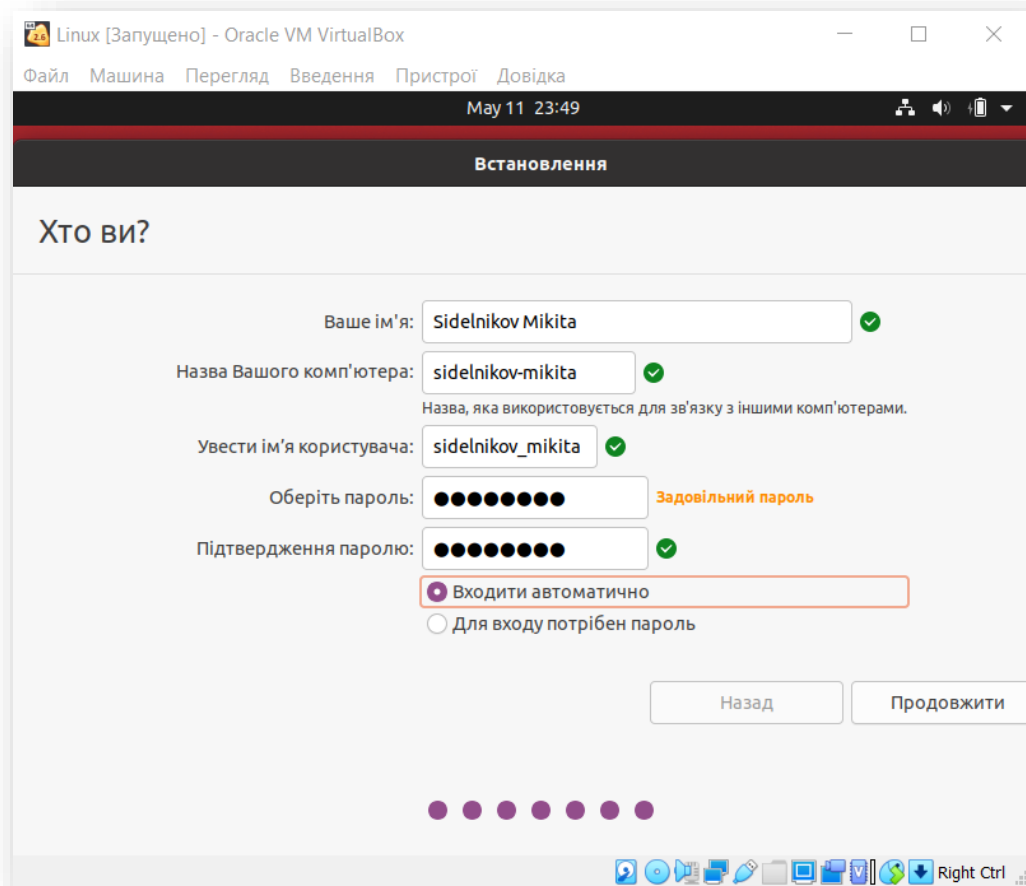 Linux [Запущено] - Oracle VM VirtualBox
Файл Машина Перегляд Введення Пристрої Довідка
May 11 23:49
Встановлення
Хто ви?
Ваше ім'я: Sidelnikov Mikita
Назва Вашого комп'ютера: sidelnikov-mikita
Назва, яка використовується для зв'язку з іншими комп'ютерами.
Увести ім’я користувача: sidelnikov_mikita
Оберіть пароль: ●●●●●●●● Задовільний пароль
Підтвердження паролю: ●●●●●●●●
Входити автоматично
Для входу потрібен пароль
Назад Продовжити
Right Ctrl